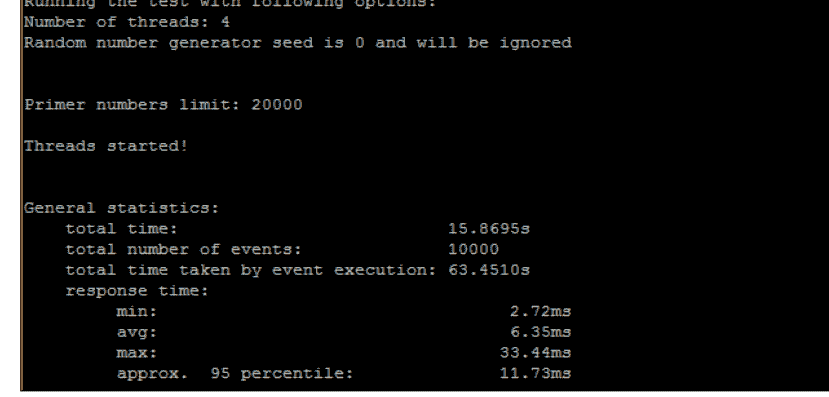 Running the test with following options:
Number of threads: 4
Random number generator seed is 0 and will be ignored
Primer numbers limit: 20000
Threads started!
General statistics:
total time: 15.8695s
total number of events: 10000
total time taken by event execution: 63.4510s
response time:
min: 2.72ms
avg: 6.35ms
max: 33.44ms
approx. 95 percentile: 11.73ms